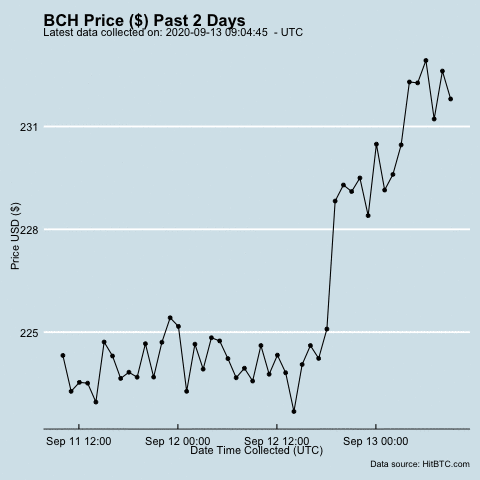 BCH Price ($) Past 2 Days
Latest data collected on: 2020-09-13 09:04:45 - UTC
231
228
225
Price USD ($)
Sep 11 12:00 Sep 12 00:00 Sep 12 12:00 Sep 13 00:00
Date Time Collected (UTC)
Data source: HitBTC.com